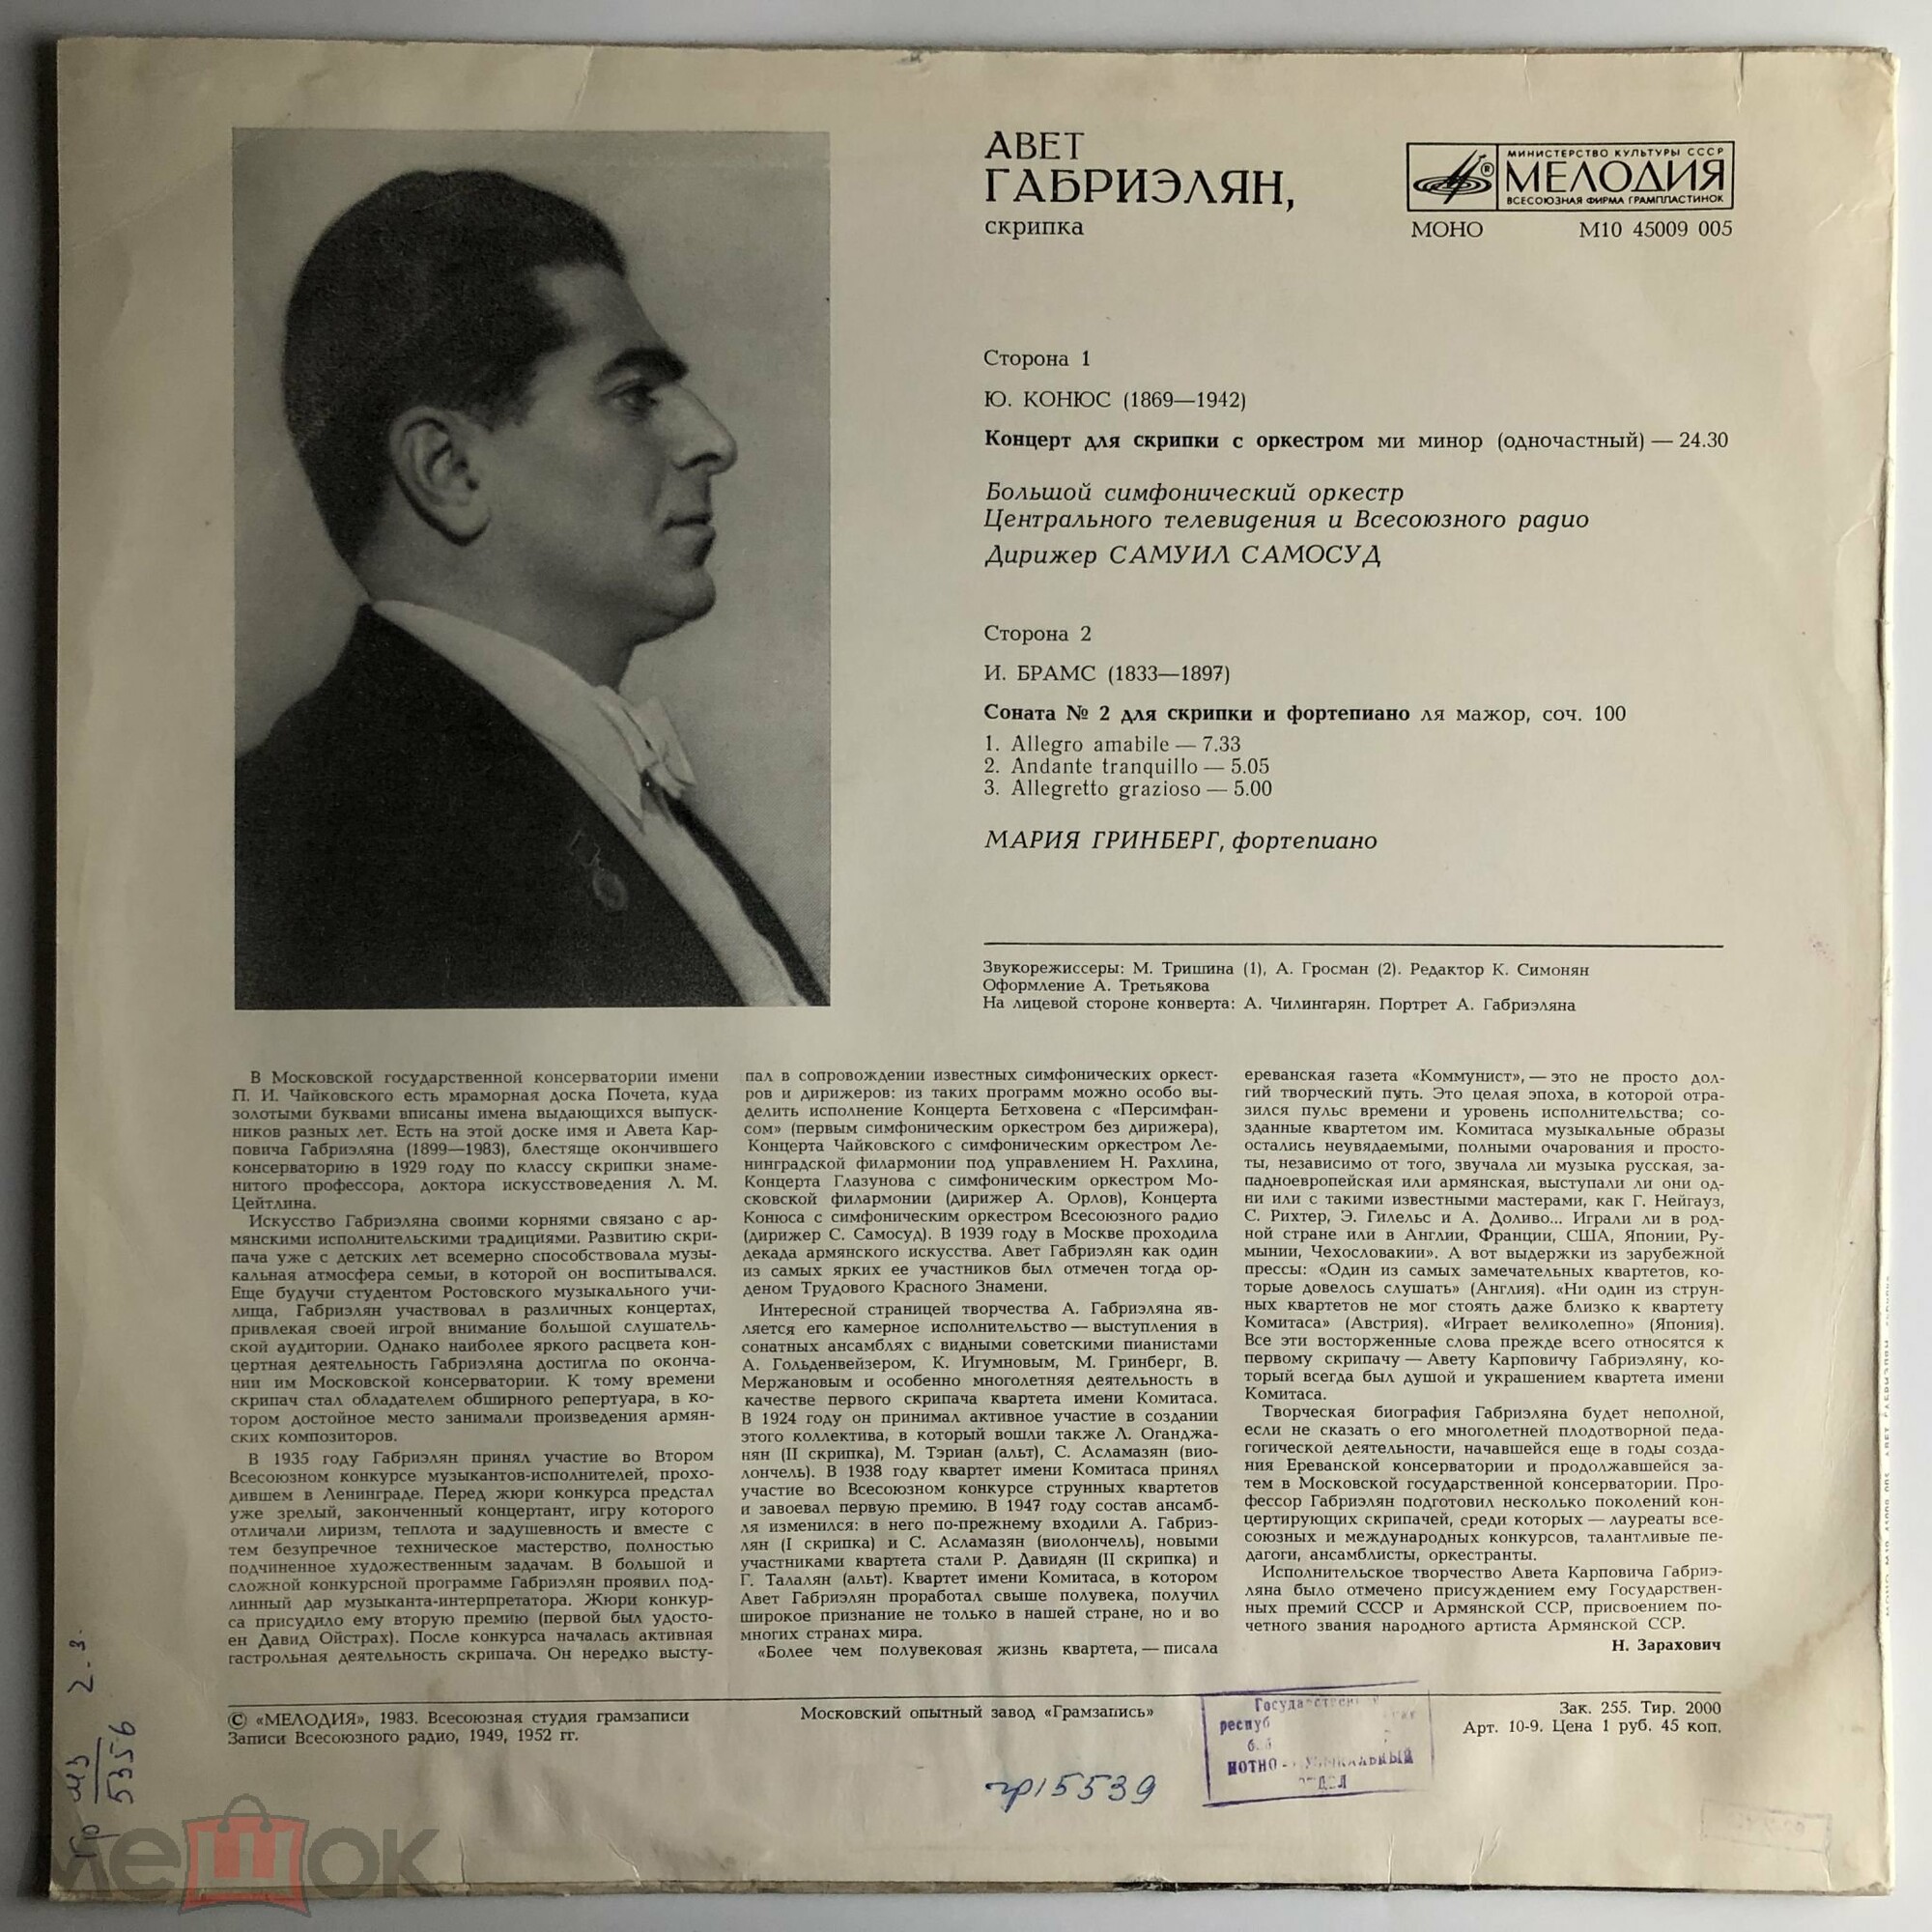 АВЕТ
ГАБРИЭЛЯН,
скрипка
МИНИСТЕРСТВО КУЛЬТУРЫ СССР
МЕЛОДИЯ
ВСЕСОЮЗНАЯ ФИРМА ГРАМПЛАСТИНОК
МОНО М10 45009 005
Сторона 1
Ю. КОНЮС (1869—1942)
Концерт для скрипки с оркестром ми минор (одночастный) — 24.30
Большой симфонический оркестр
Центрального телевидения и Всесоюзного радио
Дирижер САМУИЛ САМОСУД
Сторона 2
И. БРАМС (1833—1897)
Соната № 2 для скрипки и фортепиано ля мажор, соч. 100
1. Allegro amabile — 7.33
2. Andante tranquillo — 5.05
3. Allegretto grazioso — 5.00
МАРИЯ ГРИНБЕРГ, фортепиано
Звукорежиссеры: М. Тришина (1), А. Гросман (2). Редактор К. Симонян
Оформление А. Третьякова
На лицевой стороне конверта: А. Чилингарян. Портрет А. Габриэляна
В Московской государственной консерватории имени
П. И. Чайковского есть мраморная доска Почета, куда
золотыми буквами вписаны имена выдающихся выпуск-
ников разных лет. Есть на этой доске имя и Авета Кар-
повича Габриэляна (1899—1983), блестяще окончившего
консерваторию в 1929 году по классу скрипки знаме-
нитого профессора, доктора искусствоведения Л. М.
Цейтлина.
Искусство Габриэляна своими корнями связано с ар-
мянскими исполнительскими традициями. Развитию скри-
пача уже с детских лет всемерно способствовала музы-
кальная атмосфера семьи, в которой он воспитывался.
Еще будучи студентом Ростовского музыкального учи-
лища, Габриэлян участвовал в различных концертах,
привлекая своей игрой внимание большой слушатель-
ской аудитории. Однако наиболее яркого расцвета кон-
цертная деятельность Габриэляна достигла по оконча-
нии им Московской консерватории. К тому времени
скрипач стал обладателем обширного репертуара, в ко-
тором достойное место занимали произведения армян-
ских композиторов.
В 1935 году Габриэлян принял участие во Втором
Всесоюзном конкурсе музыкантов-исполнителей, прохо-
дившем в Ленинграде. Перед жюри конкурса предстал
уже зрелый, законченный концертант, игру которого
отличали лиризм, теплота и задушевность и вместе с
тем безупречное техническое мастерство, полностью
подчиненное художественным задачам. В большой и
сложной конкурсной программе Габриэлян проявил под-
линный дар музыканта-интерпретатора. Жюри конкур-
са присудило ему вторую премию (первой был удосто-
ен Давид Ойстрах). После конкурса началась активная
гастрольная деятельность скрипача. Он нередко высту-
пал в сопровождении известных симфонических оркест-
ров и дирижеров: из таких программ можно особо вы-
делить исполнение Концерта Бетховена с «Персимфан-
сом» (первым симфоническим оркестром без дирижера),
Концерта Чайковского с симфоническим оркестром Ле-
нинградской филармонии под управлением Н. Рахлина,
Концерта Глазунова с симфоническим оркестром Мо-
сковской филармонии (дирижер А. Орлов), Концерта
Конюса с симфоническим оркестром Всесоюзного радио
(дирижер С. Самосуд). В 1939 году в Москве проходила
декада армянского искусства. Авет Габриэлян как один
из самых ярких ее участников был отмечен тогда ор-
деном Трудового Красного Знамени.
Интересной страницей творчества А. Габриэляна яв-
ляется его камерное исполнительство — выступления в
сонатных ансамблях с видными советскими пианистами
А. Гольденвейзером, К. Игумновым, М. Гринберг, В.
Мержановым и особенно многолетняя деятельность в
качестве первого скрипача квартета имени Комитаса.
В 1924 году он принимал активное участие в создании
этого коллектива, в который вошли также Л. Оганджа-
нян (II скрипка), М. Тэриан (альт), С. Асламазян (вио-
лончель). В 1938 году квартет имени Комитаса принял
участие во Всесоюзном конкурсе струнных квартетов
и завоевал первую премию. В 1947 году состав ансамб-
ля изменился: в него по-прежнему входили А. Габриэ-
лян (I скрипка) и С. Асламазян (виолончель), новыми
участниками квартета стали Р. Давидян (II скрипка) и
Г. Талалян (альт). Квартет имени Комитаса, в котором
Авет Габриэлян проработал свыше полувека, получил
широкое признание не только в нашей стране, но и во
многих странах мира.
«Более чем полувековая жизнь квартета, — писала
ереванская газета «Коммунист», — это не просто дол-
гий творческий путь. Это целая эпоха, в которой отра-
зился пульс времени и уровень исполнительства; со-
зданные квартетом им. Комитаса музыкальные образы
остались неувядаемыми, полными очарования и просто-
ты, независимо от того, звучала ли музыка русская, за-
падноевропейская или армянская, выступали ли они од-
ни или с такими известными мастерами, как Г. Нейгауз,
С. Рихтер, Э. Гилельс и А. Доливо... Играли ли в род-
ной стране или в Англии, Франции, США, Японии, Ру-
мынии, Чехословакии». А вот выдержки из зарубежной
прессы: «Один из самых замечательных квартетов, ко-
торые довелось слушать» (Англия). «Ни один из струн-
ных квартетов не мог стоять даже близко к квартету
Комитаса» (Австрия). «Играет великолепно» (Япония).
Все эти восторженные слова прежде всего относятся к
первому скрипачу — Авету Карповичу Габриэляну, ко-
торый всегда был душой и украшением квартета имени
Комитаса.
Творческая биография Габриэляна будет неполной,
если не сказать о его многолетней плодотворной педа-
гогической деятельности, начавшейся еще в годы созда-
ния Ереванской консерватории и продолжавшейся за-
тем в Московской государственной консерватории. Про-
фессор Габриэлян подготовил несколько поколений кон-
цертирующих скрипачей, среди которых — лауреаты все-
союзных и международных конкурсов, талантливые пе-
дагоги, ансамблисты, оркестранты.
Исполнительское творчество Авета Карповича Габриэ-
ляна было отмечено присуждением ему Государствен-
ных премий СССР и Армянской ССР, присвоением по-
четного звания народного артиста Армянской ССР.
Н. Зарахович
© «МЕЛОДИЯ», 1983. Всесоюзная студия грамзаписи
Записи Всесоюзного радио, 1949, 1952 гг.
Московский опытный завод «Грамзапись»
Зак. 255. Тир. 2000
Арт. 10-9. Цена 1 руб. 45 коп.
гр15539
2-3
5356
мешок